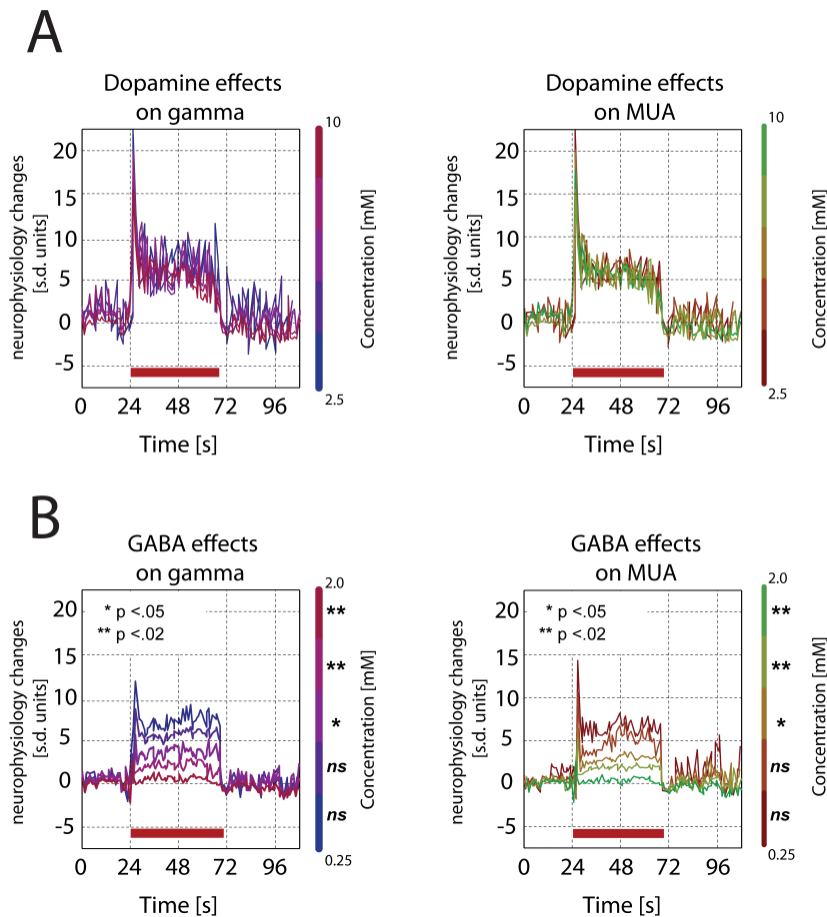 A
Dopamine effects
on gamma
neurophysiology changes
[s.d. units]
20
15
10
5
0
-5
0 24 48 72 96
Time [s]
10
Concentration [mM]
2.5
Dopamine effects
on MUA
neurophysiology changes
[s.d. units]
20
15
10
5
0
-5
0 24 48 72 96
Time [s]
10
Concentration [mM]
2.5
B
GABA effects
on gamma
neurophysiology changes
[s.d. units]
20
15
10
5
0
-5
* p <.05
** p <.02
0 24 48 72 96
Time [s]
2.0
**
**
*
ns
ns
Concentration [mM]
0.25
GABA effects
on MUA
neurophysiology changes
[s.d. units]
20
15
10
5
0
-5
* p <.05
** p <.02
0 24 48 72 96
Time [s]
2.0
**
**
*
ns
ns
Concentration [mM]
0.25